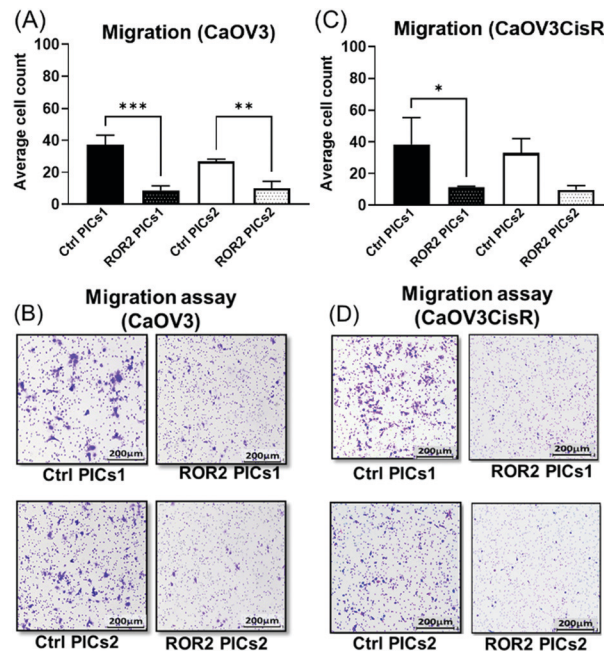 (A)
Migration (CaOV3)
Average cell count
100
80
60
40
20
0
***
**
Ctrl PICs1
ROR2 PICs1
Ctrl PICs2
ROR2 PICs2
(C)
Migration (CaOV3CisR
Average cell count
100
80
60
40
20
0
*
Ctrl PICs1
ROR2 PICs1
Ctrl PICs2
ROR2 PICs2
(B)
Migration assay
(CaOV3)
200µm
200µm
Ctrl PICs1
ROR2 PICs1
200µm
200µm
Ctrl PICs2
ROR2 PICs2
(D)
Migration assay
(CaOV3CisR)
200µm
200µm
Ctrl PICs1
ROR2 PICs1
200µm
200µm
Ctrl PICs2
ROR2 PICs2